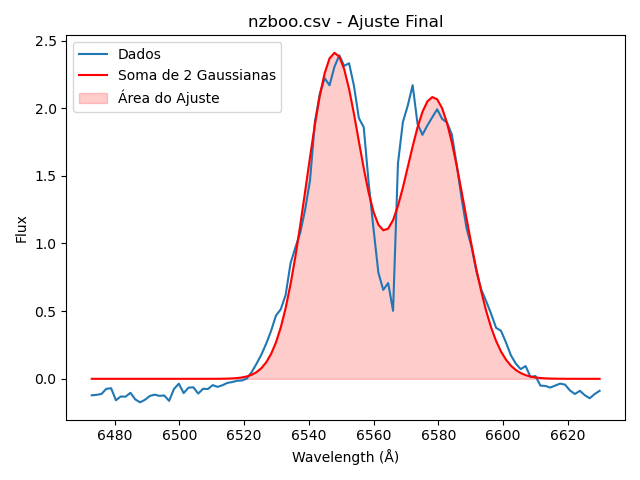 nzboo.csv - Ajuste Final
Dados
Soma de 2 Gaussianas
Área do Ajuste
Flux
2.5
2.0
1.5
1.0
0.5
0.0
6480 6500 6520 6540 6560 6580 6600 6620
Wavelength (Å)